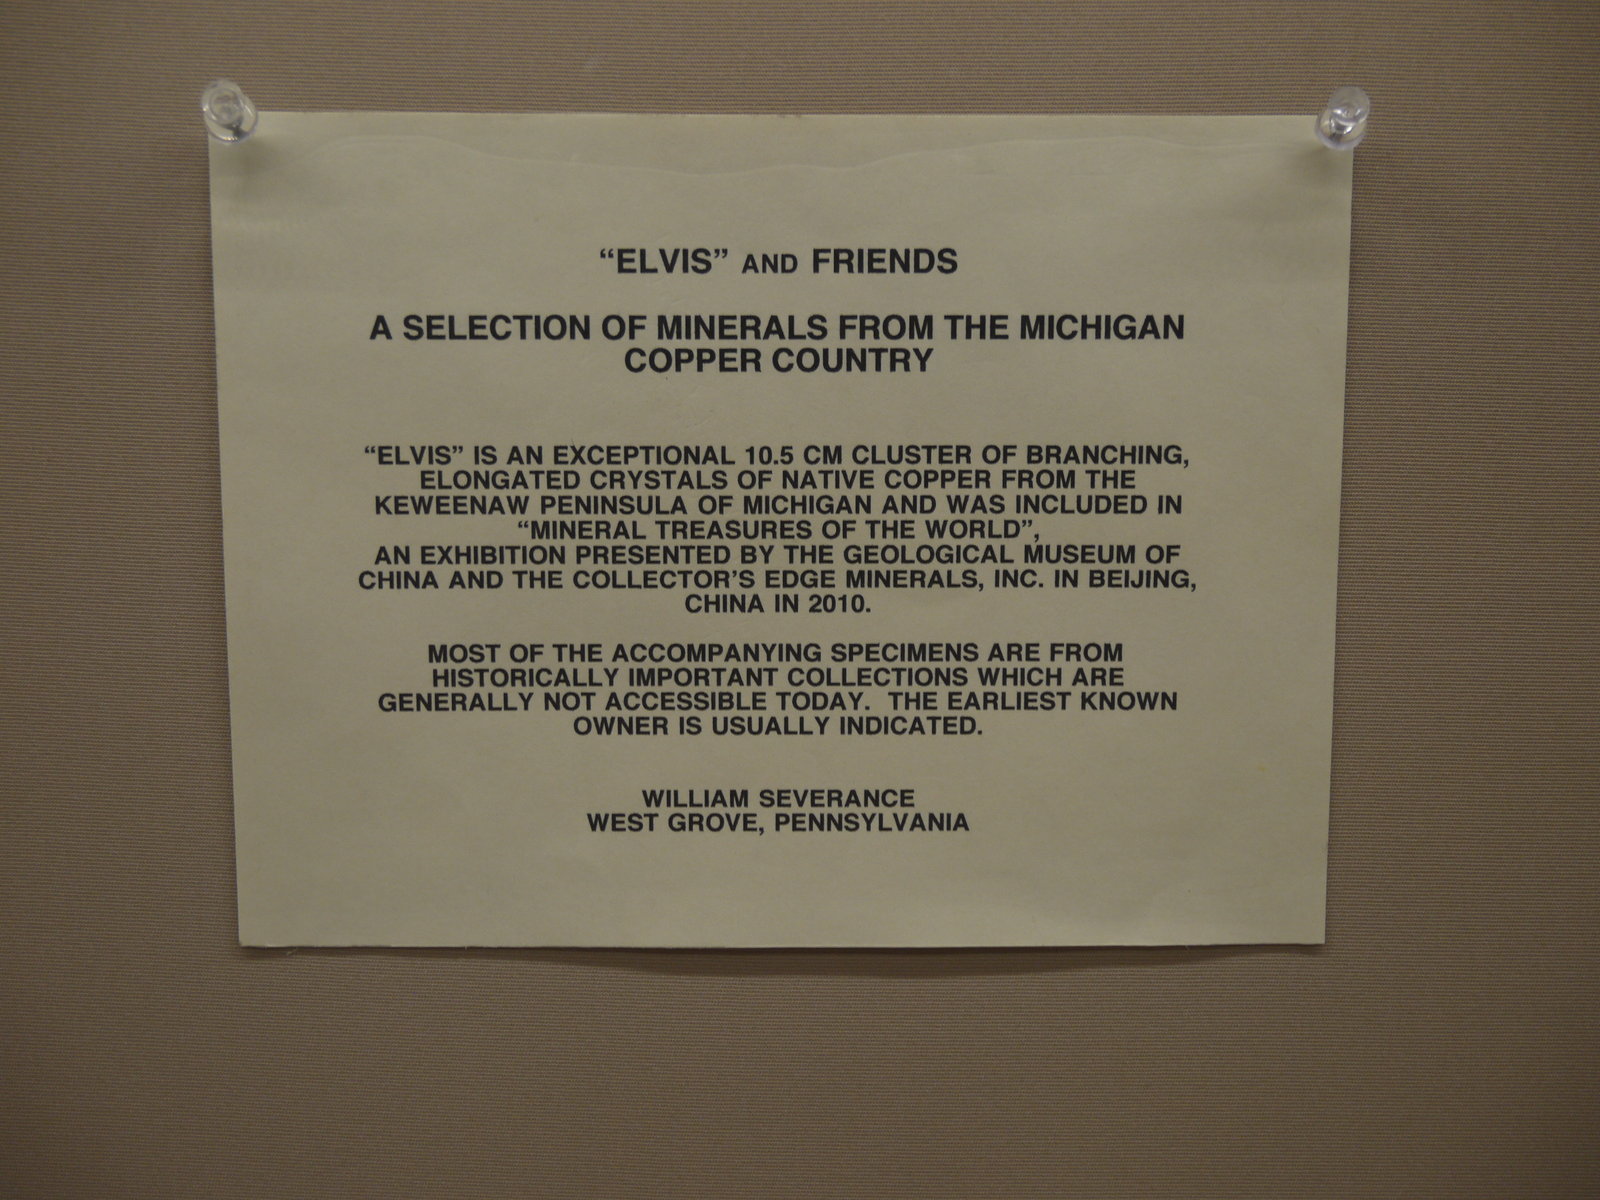 “ELVIS” AND FRIENDS
A SELECTION OF MINERALS FROM THE MICHIGAN
COPPER COUNTRY
“ELVIS” IS AN EXCEPTIONAL 10.5 CM CLUSTER OF BRANCHING,
ELONGATED CRYSTALS OF NATIVE COPPER FROM THE
KEWEENAW PENINSULA OF MICHIGAN AND WAS INCLUDED IN
“MINERAL TREASURES OF THE WORLD”,
AN EXHIBITION PRESENTED BY THE GEOLOGICAL MUSEUM OF
CHINA AND THE COLLECTOR’S EDGE MINERALS, INC. IN BEIJING,
CHINA IN 2010.
MOST OF THE ACCOMPANYING SPECIMENS ARE FROM
HISTORICALLY IMPORTANT COLLECTIONS WHICH ARE
GENERALLY NOT ACCESSIBLE TODAY.  THE EARLIEST KNOWN
OWNER IS USUALLY INDICATED.
WILLIAM SEVERANCE
WEST GROVE, PENNSYLVANIA